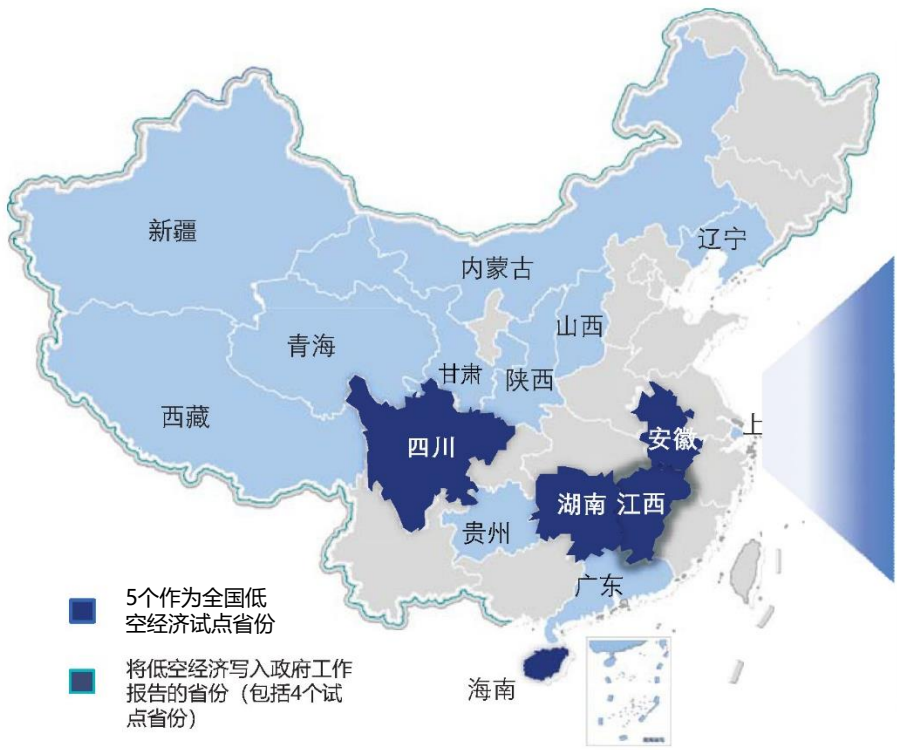 新疆
辽宁
内蒙古
山西
青海
甘肃
陕西
西藏
四川
安徽
上
湖南
江西
贵州
广东
海南
5个作为全国低
空经济试点省份
将低空经济写入政府工作
报告的省份（包括4个试
点省份）